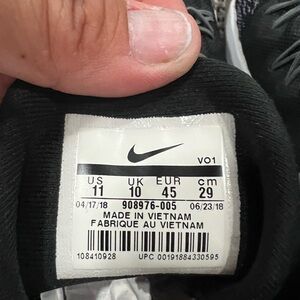 VO1
US UK EUR cm
11 10 45 29
04/17/18 908976-005 06/23/18
MADE IN VIETNAM
FABRIQUE AU VIETNAM
108410928 UPC 00191884330595